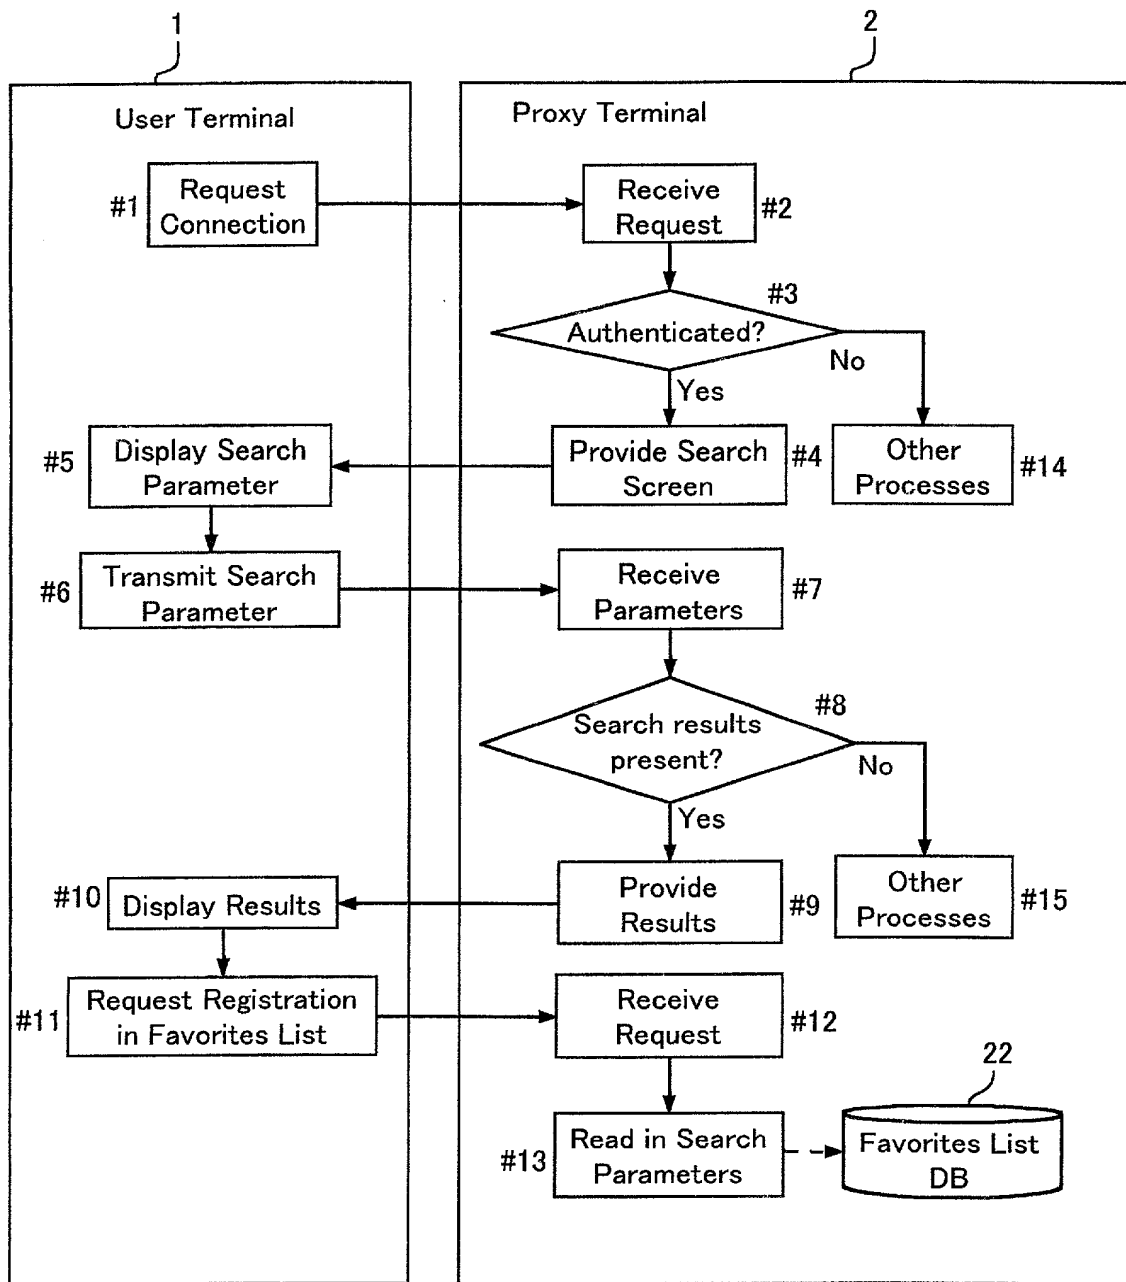 1
2
User Terminal
Proxy Terminal
#1
Request
Connection
Receive
Request
#2
#3
Authenticated?
No
Yes
#5
Display Search
Parameter
Provide Search
Screen
#4
Other
Processes
#14
#6
Transmit Search
Parameter
Receive
Parameters
#7
#8
Search results
present?
No
Yes
#10
Display Results
Provide
Results
#9
Other
Processes
#15
#11
Request Registration
in Favorites List
Receive
Request
#12
22
#13
Read in Search
Parameters
Favorites List
DB